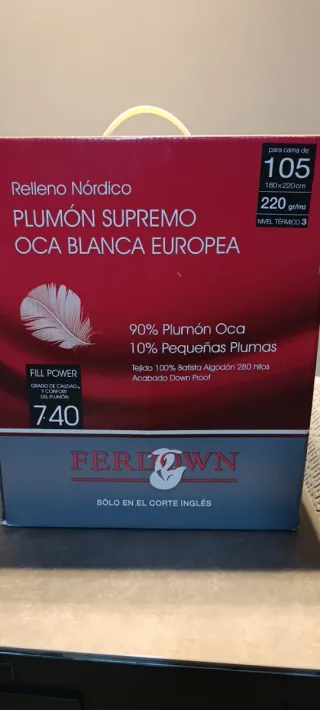 para cama de
105
180x220cm
220 gr/m2
NIVEL TÉRMICO 3
Relleno Nórdico
PLUMÓN SUPREMO
OCA BLANCA EUROPEA
90% Plumón Oca
10% Pequeñas Plumas
Tejido 100% Batista Algodón 280 hilos
Acabado Down Proof
FILL POWER
GRADO DE CALIDAD
Y CONFORT
DEL PLUMÓN
740
FERDOWN
SÓLO EN EL CORTE INGLÉS